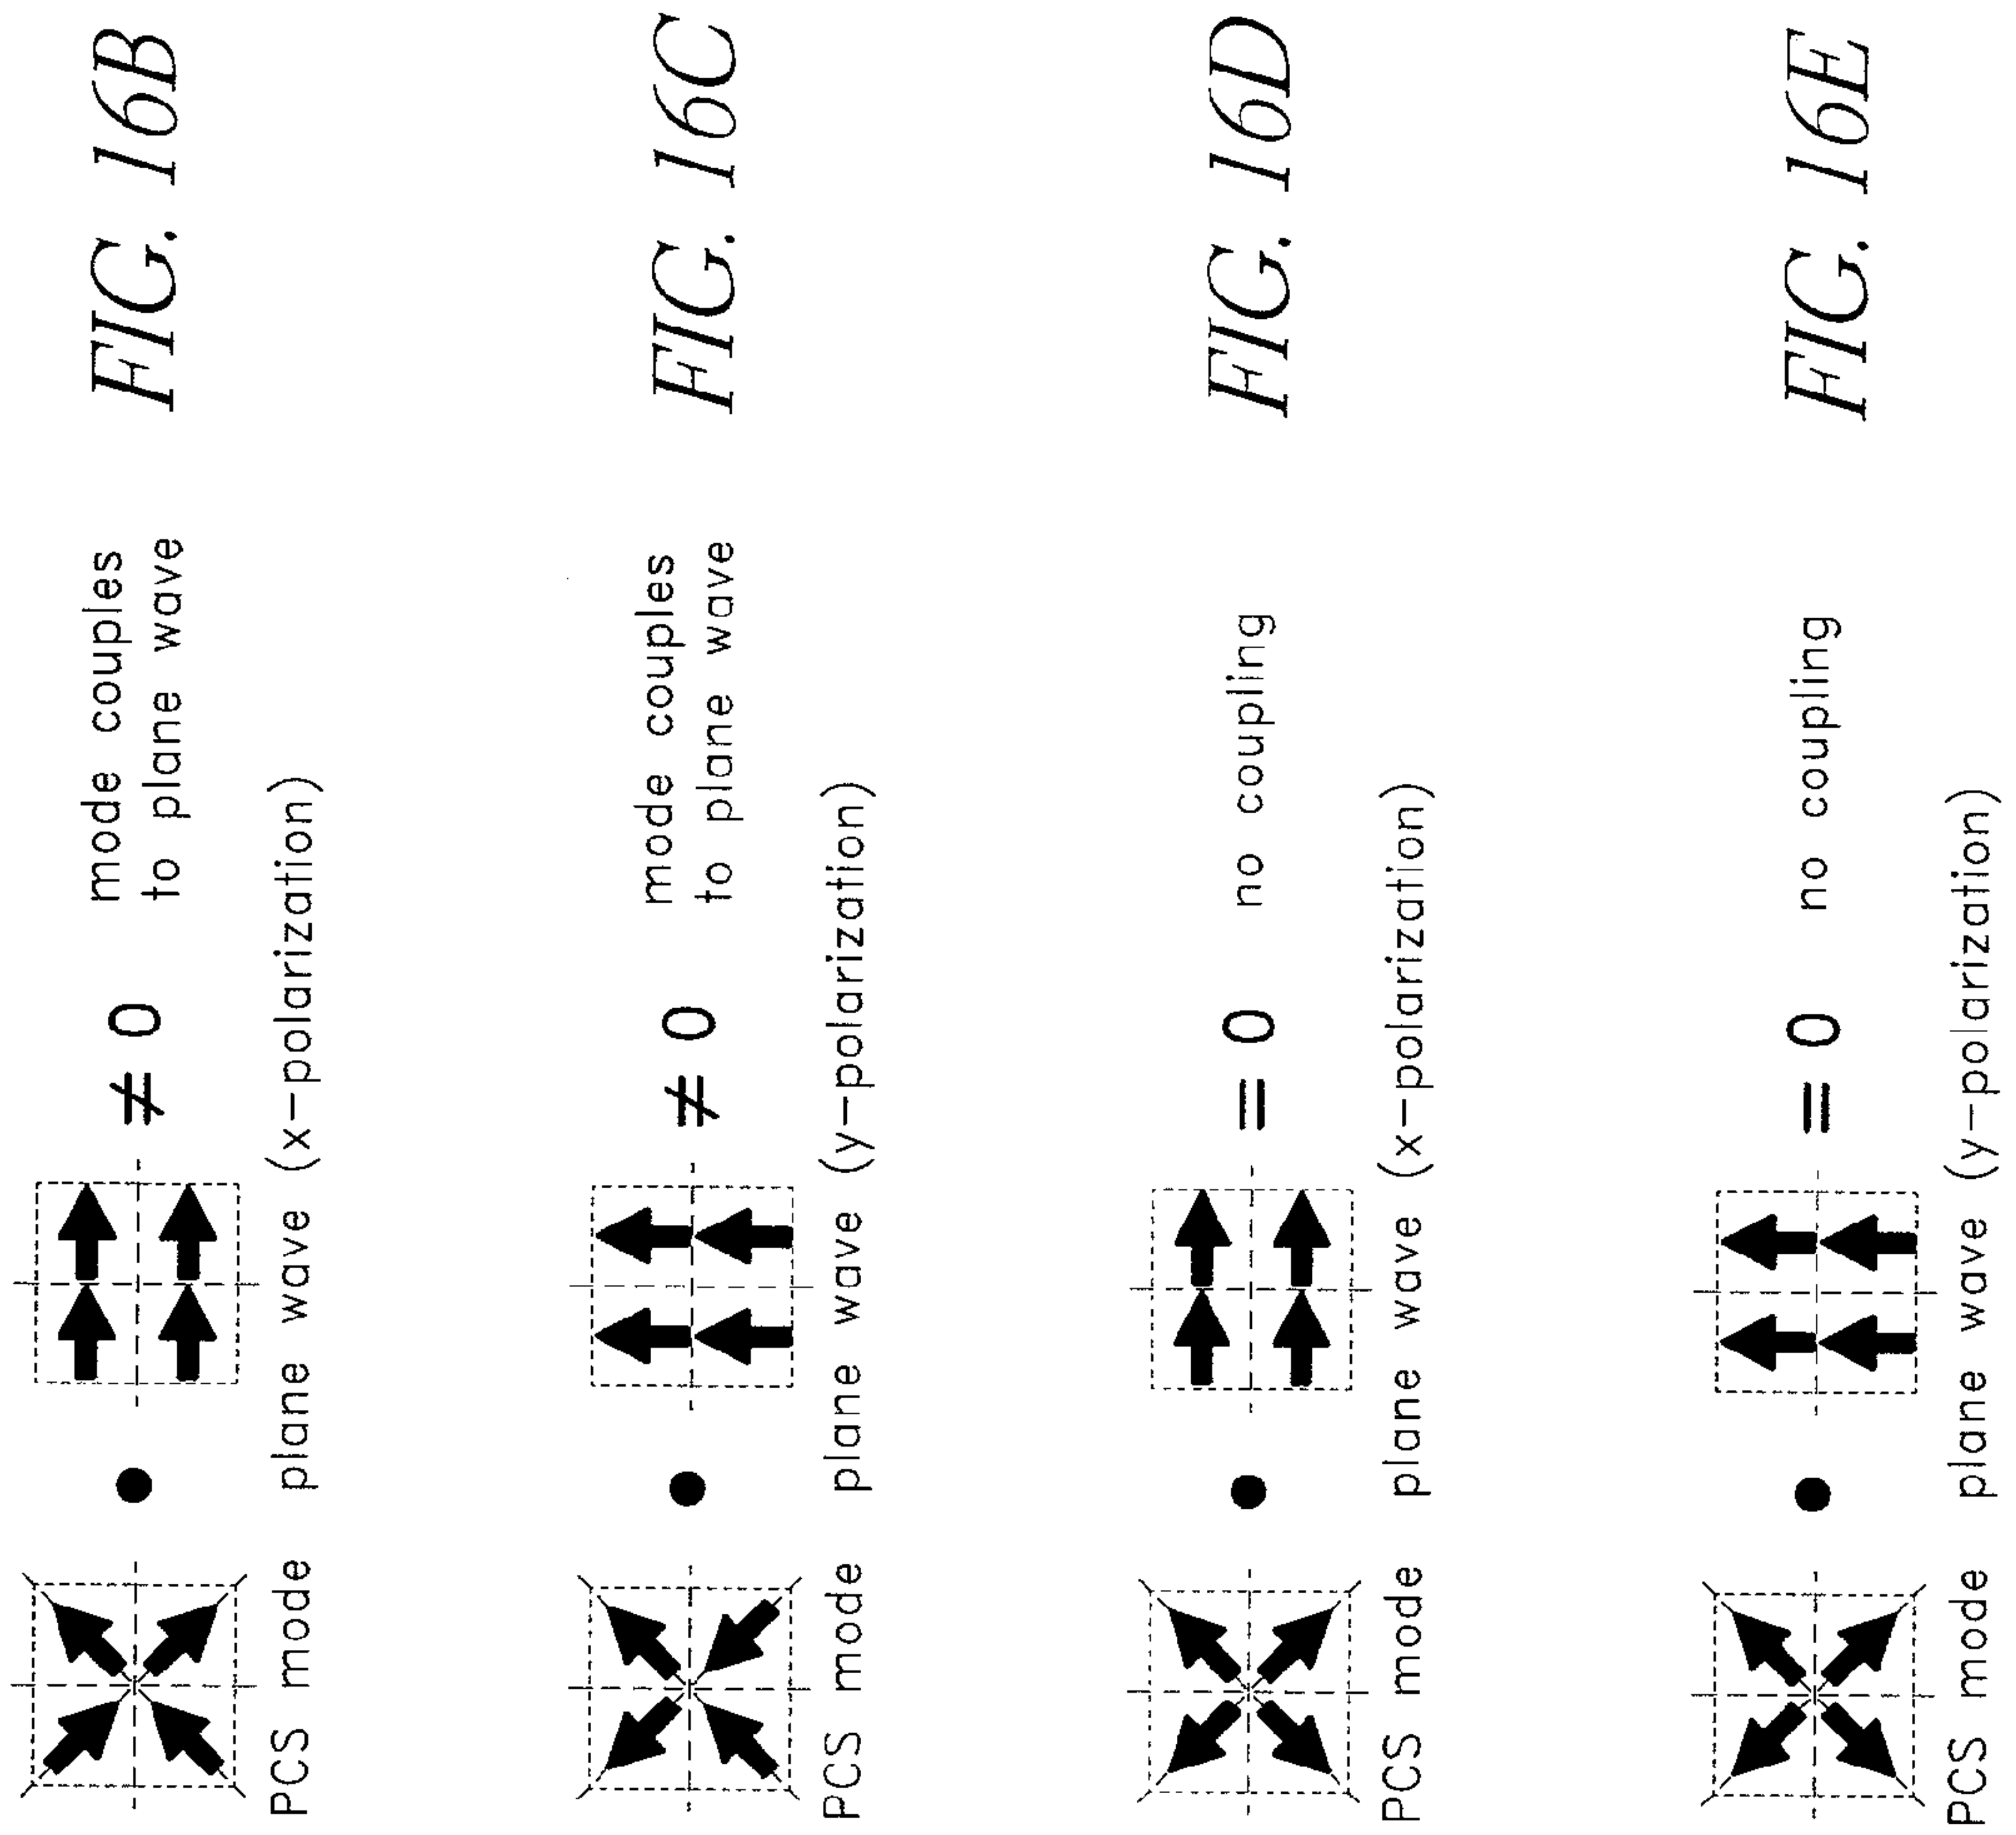 ≠ 0 mode couples
to plane wave
PCS mode plane wave (x-polarization)
FIG. 16B
≠ 0 mode couples
to plane wave
PCS mode plane wave (y-polarization)
FIG. 16C
= 0 no coupling
PCS mode plane wave (x-polarization)
FIG. 16D
= 0 no coupling
PCS mode plane wave (y-polarization)
FIG. 16E